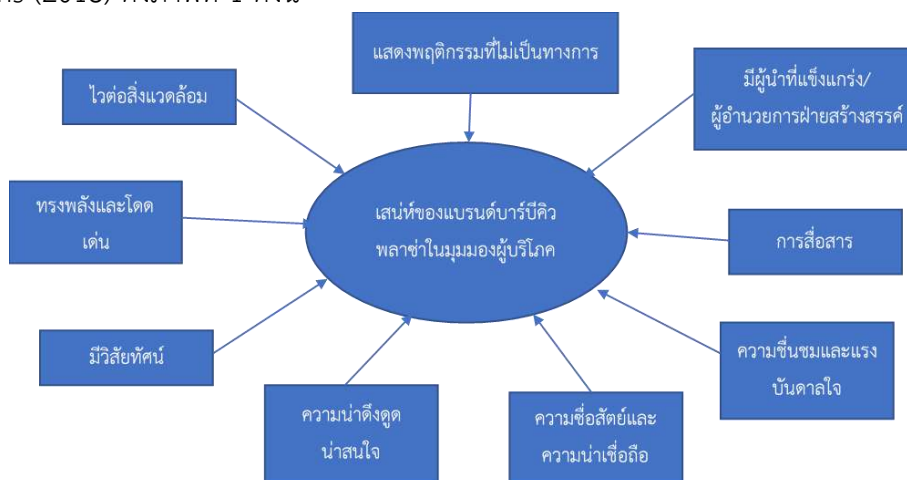 (2018)
แสดงพฤติกรรมที่ไม่เป็นทางการ
ไวต่อสิ่งแวดล้อม
มีผู้นำที่แข็งแกร่ง/
ผู้อำนวยการฝ่ายสร้างสรรค์
ทรงพลังและโดด
เด่น
เสน่ห์ของแบรนด์บาร์บีคิว
พลาซ่าในมุมมองผู้บริโภค
การสื่อสาร
มีวิสัยทัศน์
ความชื่นชมและแรง
บันดาลใจ
ความน่าดึงดูด
น่าสนใจ
ความซื่อสัตย์และ
ความน่าเชื่อถือ